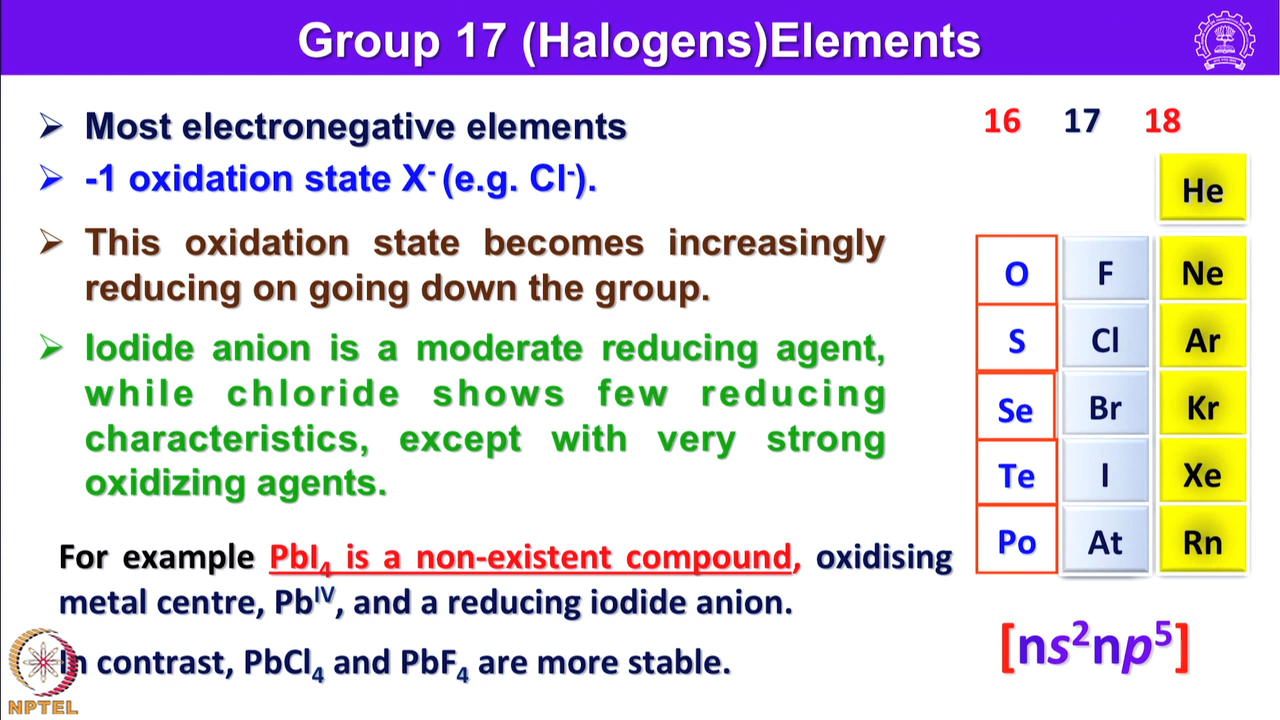 Group 17 (Halogens)Elements
➢ Most electronegative elements
➢ -1 oxidation state X⁻ (e.g. Cl⁻).
➢ This oxidation state becomes increasingly
reducing on going down the group.
➢ Iodide anion is a moderate reducing agent,
while chloride shows few reducing
characteristics, except with very strong
oxidizing agents.
For example PbI₄ is a non-existent compound, oxidising
metal centre, Pbᴵⱽ, and a reducing iodide anion.
In contrast, PbCl₄ and PbF₄ are more stable.
NPTEL
16 17 18
He
O F Ne
S Cl Ar
Se Br Kr
Te I Xe
Po At Rn
[ns²np⁵]